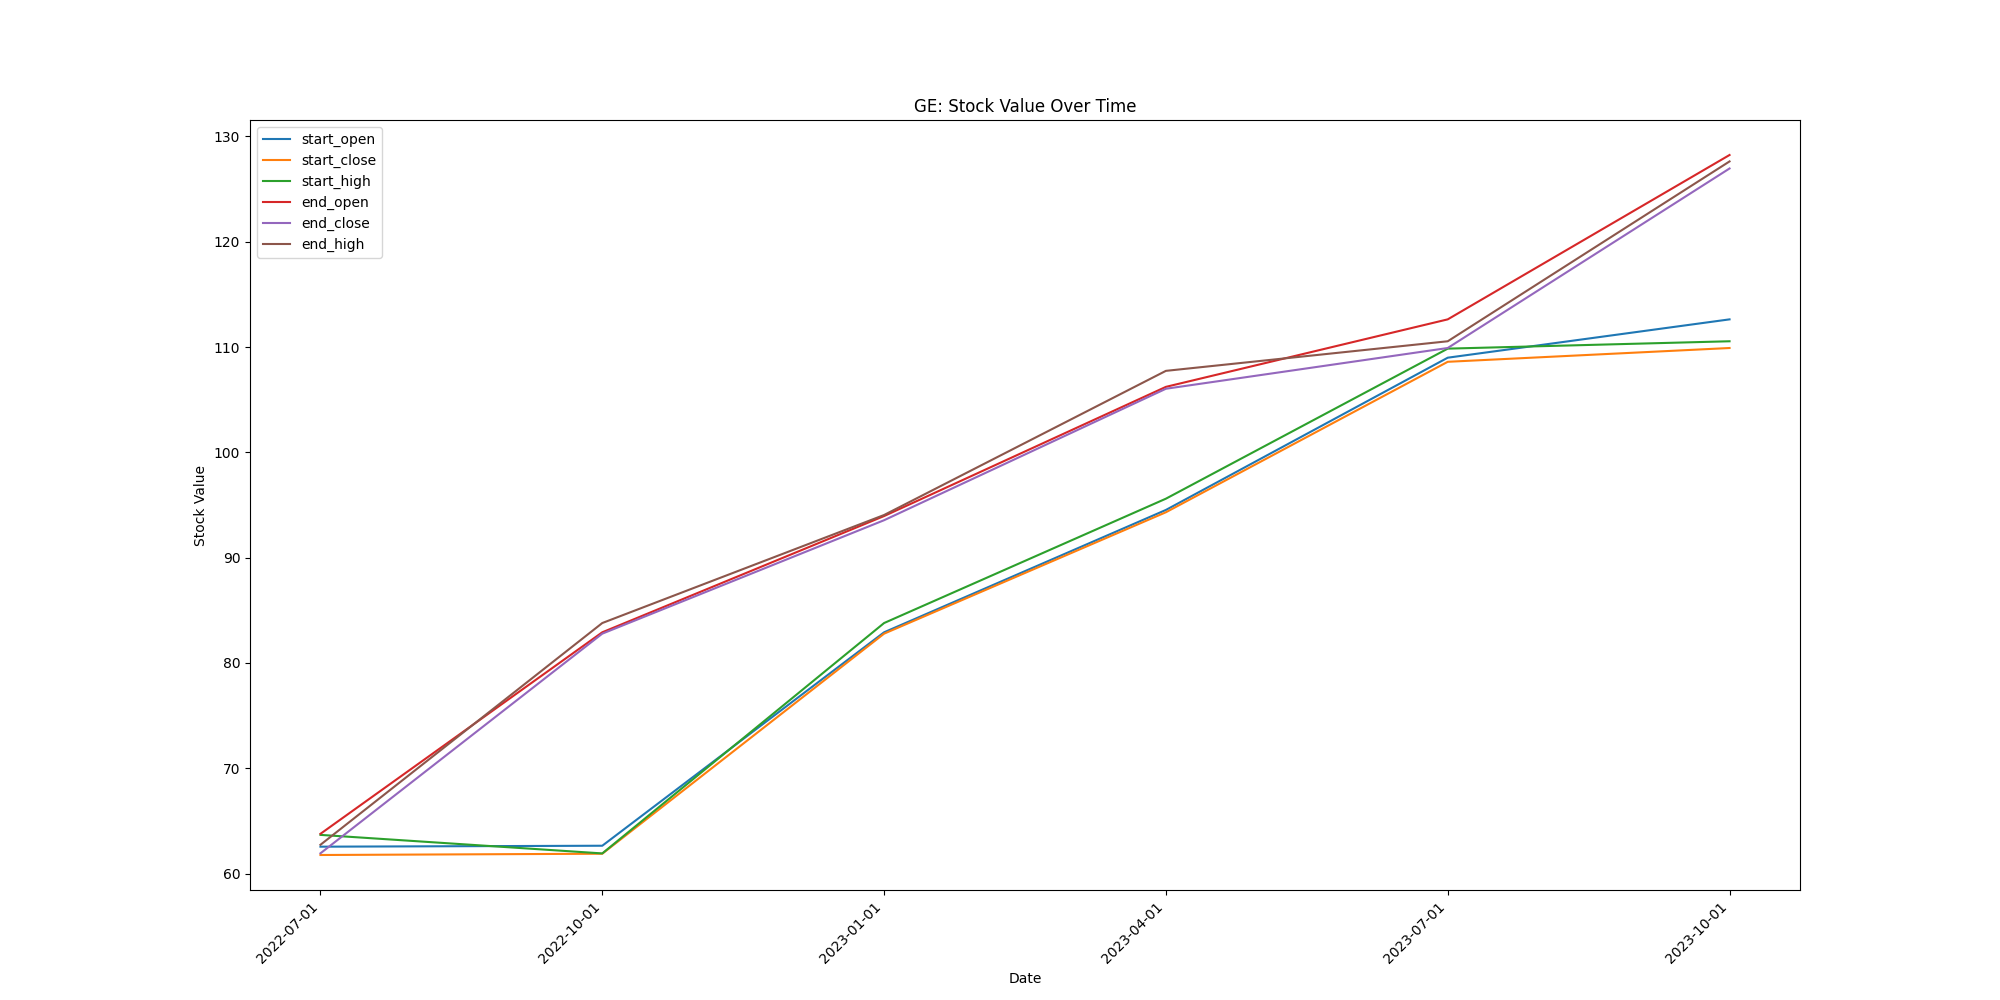 GE: Stock Value Over Time
130
120
110
100
90
80
70
60
Stock Value
start_open
start_close
start_high
end_open
end_close
end_high
2022-07-01
2022-10-01
2023-01-01
2023-04-01
2023-07-01
2023-10-01
Date